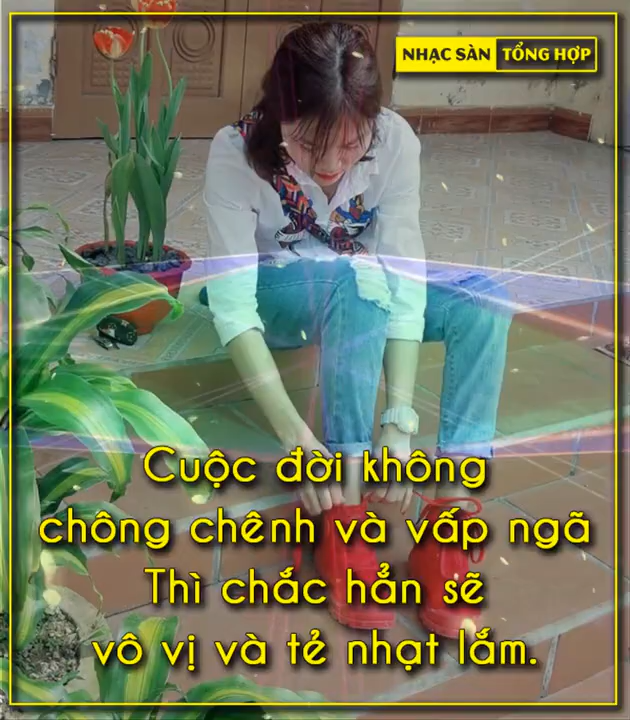 NHẠC SÀN TỔNG HỢP
Cuộc đời không
chông chênh và vấp ngã
Thì chắc hẳn sẽ
vô vị và tẻ nhạt lắm.